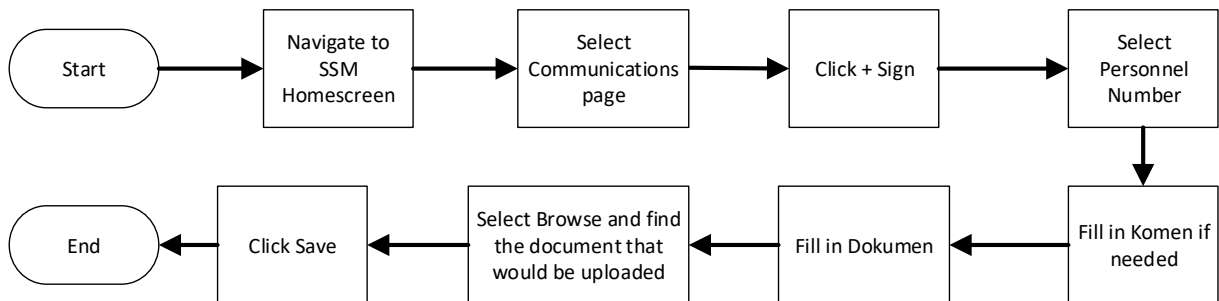 Start
Navigate to
SSM
Homescreen
Select
Communications
page
Click + Sign
Select
Personnel
Number
Fill in Komen if
needed
Fill in Dokumen
Select Browse and find
the document that
would be uploaded
Click Save
End